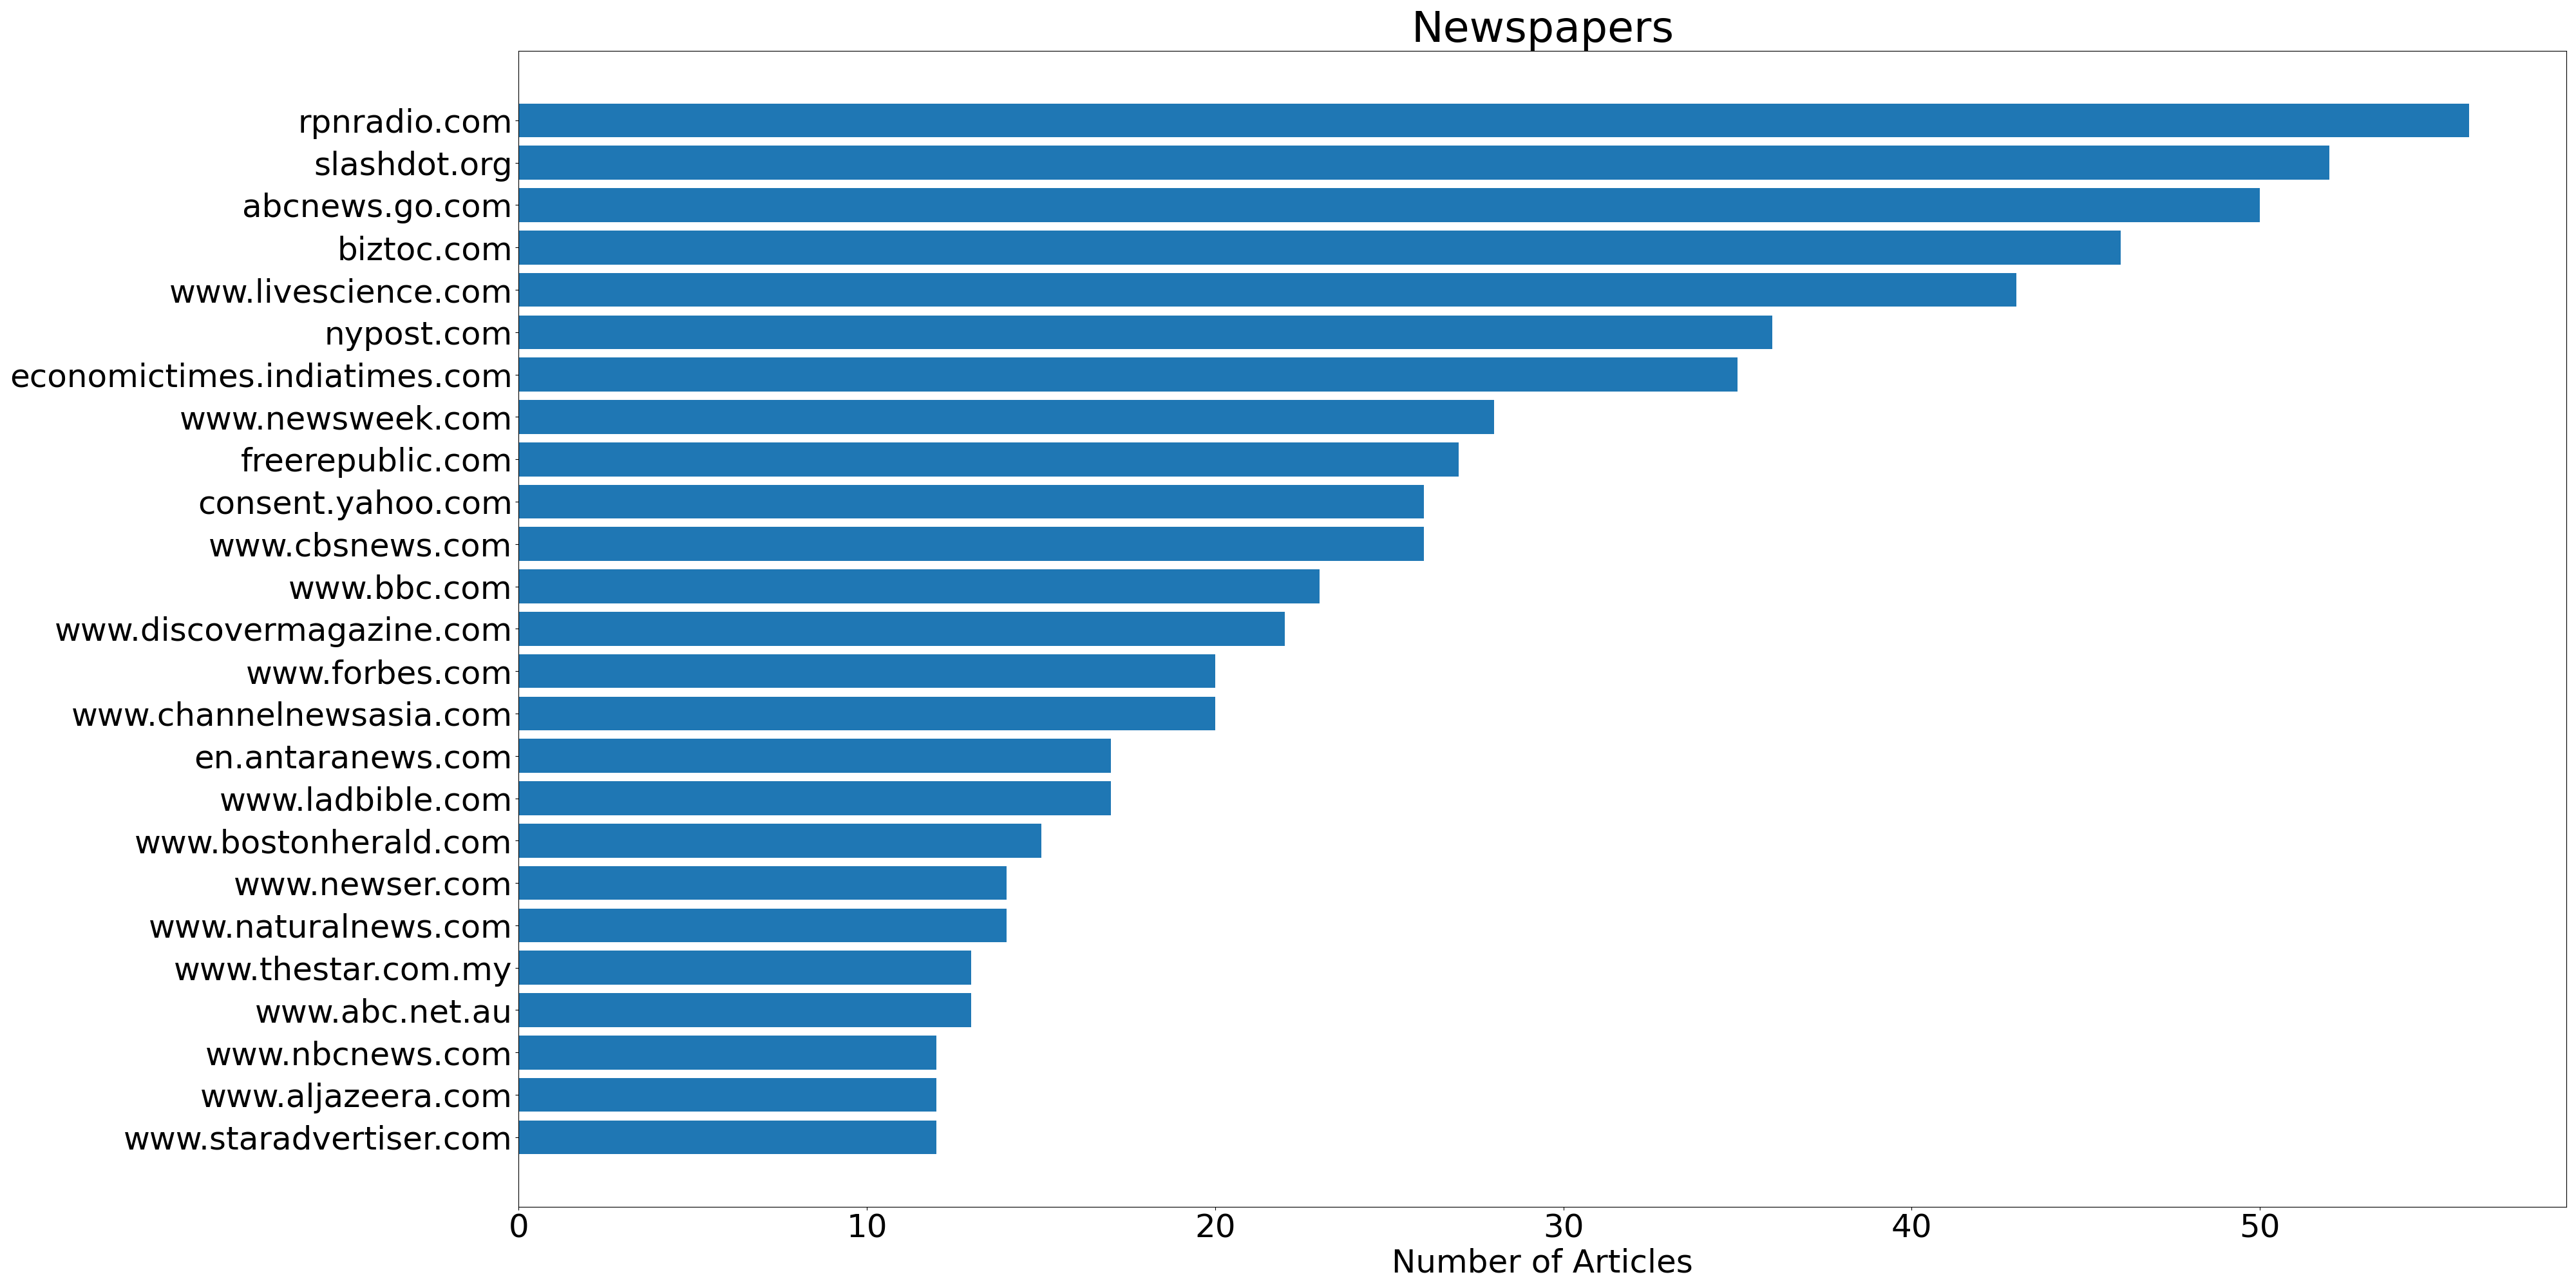 Newspapers
rpnradio.com
slashdot.org
abcnews.go.com
biztoc.com
www.livescience.com
nypost.com
economictimes.indiatimes.com
www.newsweek.com
freerepublic.com
consent.yahoo.com
www.cbsnews.com
www.bbc.com
www.discovermagazine.com
www.forbes.com
www.channelnewsasia.com
en.antaranews.com
www.ladbible.com
www.bostonherald.com
www.newser.com
www.naturalnews.com
www.thestar.com.my
www.abc.net.au
www.nbcnews.com
www.aljazeera.com
www.staradvertiser.com
0 10 20 30 40 50
Number of Articles